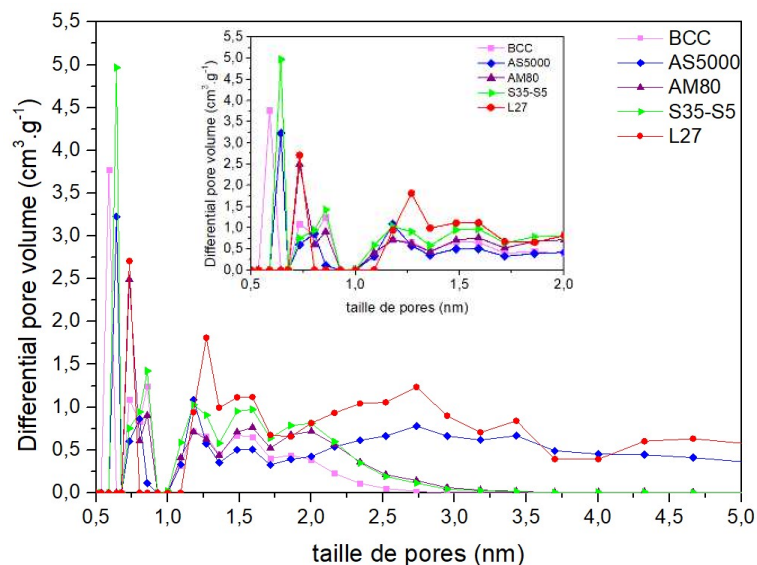 5,5
5,0
4,5
4,0
3,5
3,0
2,5
2,0
1,5
1,0
0,5
0,0
Differential pore volume (cm³.g⁻¹)
0,5 1,0 1,5 2,0 2,5 3,0 3,5 4,0 4,5 5,0
taille de pores (nm)
BCC
AS5000
AM80
S35-S5
L27
5,5
5,0
4,5
4,0
3,5
3,0
2,5
2,0
1,5
1,0
0,5
0,0
Differential pore volume (cm³.g⁻¹)
0,5 1,0 1,5 2,0
taille de pores (nm)
BCC
AS5000
AM80
S35-S5
L27